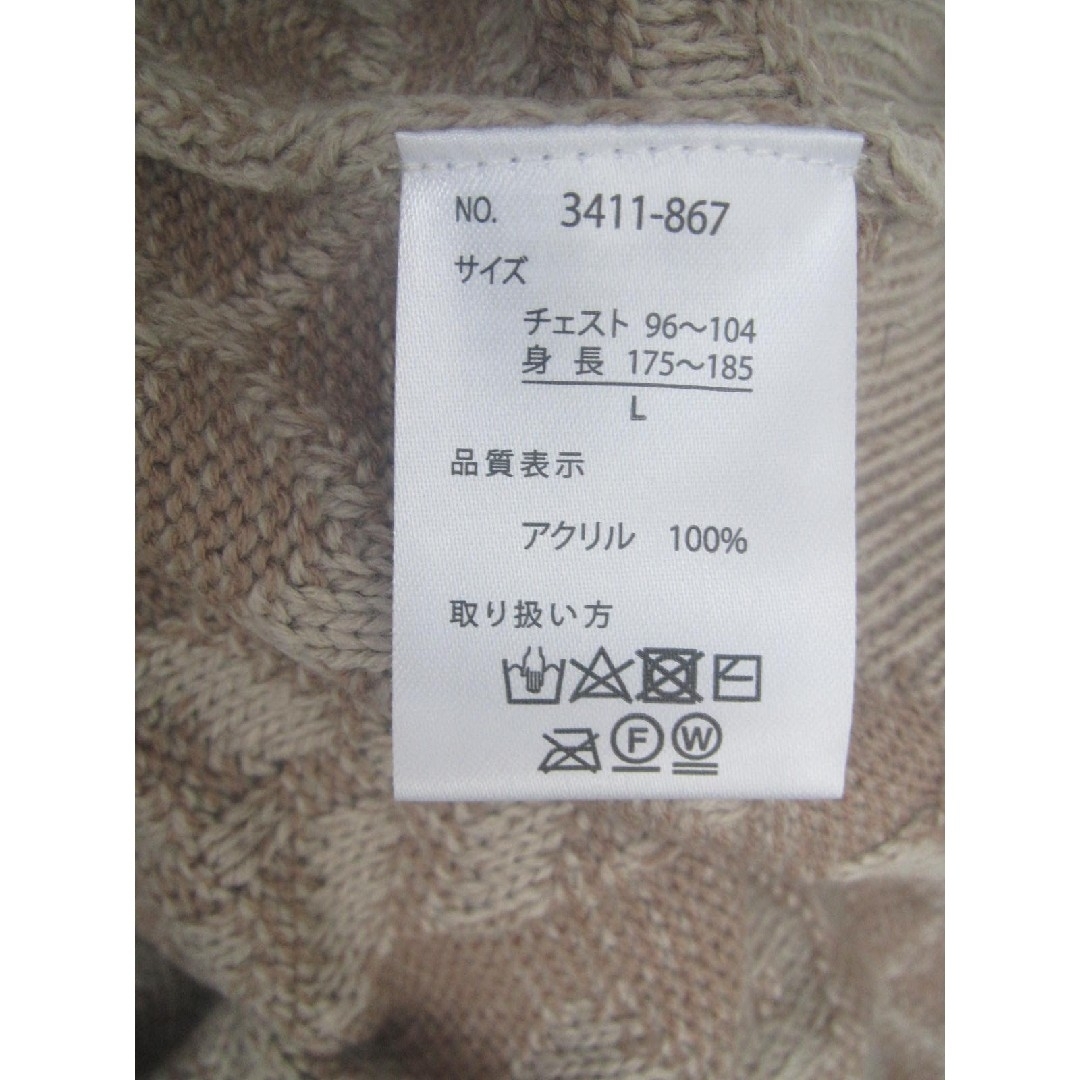 NO. 3411-867
サイズ
チェスト 96〜104
身 長 175〜185
L
品質表示
アクリル 100%
取り扱い方
F W